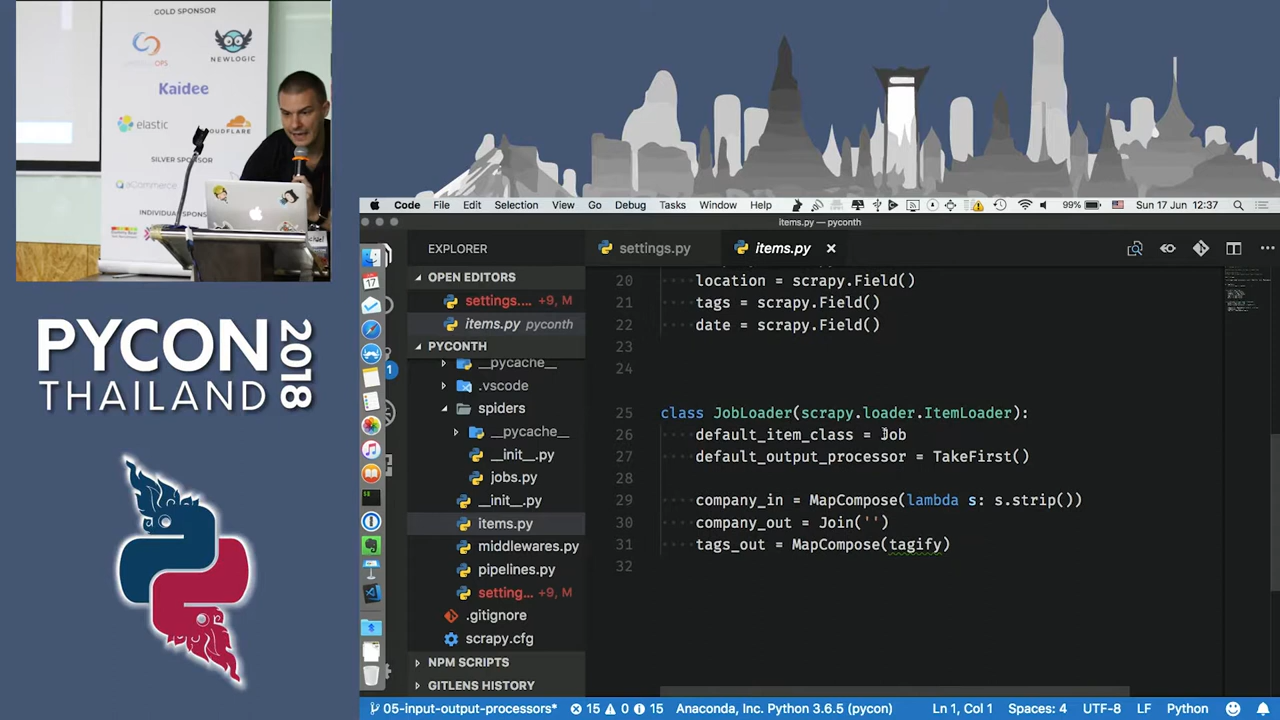 GOLD SPONSOR
NEWLOGIC
Kaidee
elastic
SILVER SPONSOR
aCommerce
PYCON
THAILAND
2018
Code File Edit Selection View Go Debug Tasks Window Help
99% Sun 17 Jun 12:37
items.py — pyconth
EXPLORER
OPEN EDITORS
setting.... +9, M
items.py pyconth
PYCONTH
__pycache__
.vscode
spiders
__pycache__
__init__.py
jobs.py
__init__.py
items.py
middlewares.py
pipelines.py
setting... +9, M
.gitignore
scrapy.cfg
NPM SCRIPTS
GITLENS HISTORY
settings.py
items.py
20 location = scrapy.Field()
21 tags = scrapy.Field()
22 date = scrapy.Field()
23
24
25 class JobLoader(scrapy.loader.ItemLoader):
26 default_item_class = Job
27 default_output_processor = TakeFirst()
29 company_in = MapCompose(lambda s: s.strip())
30 company_out = Join('')
31 tags_out = MapCompose(tagify)
32
05-input-output-processors* 15 0 15 Anaconda, Inc. Python 3.6.5 (pycon) Ln 1, Col 1 Spaces: 4 UTF-8 LF Python